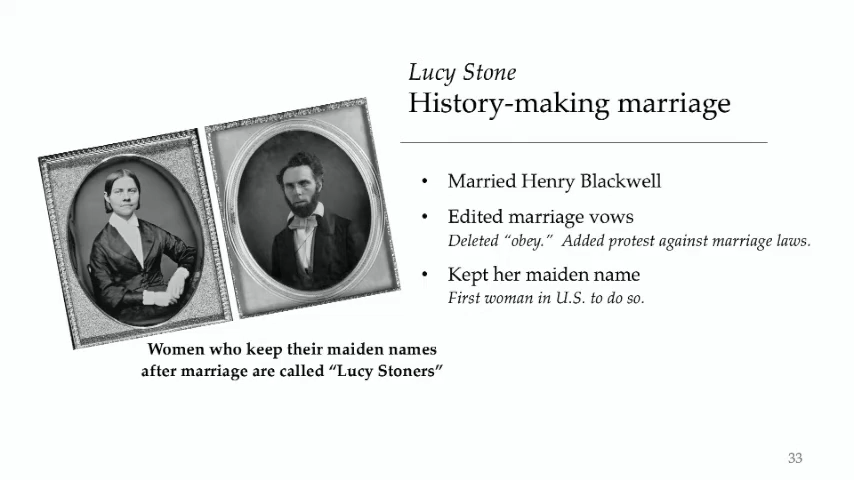 Lucy Stone
History-making marriage
• Married Henry Blackwell
• Edited marriage vows
Deleted “obey.” Added protest against marriage laws.
• Kept her maiden name
First woman in U.S. to do so.
Women who keep their maiden names
after marriage are called “Lucy Stoners”
33